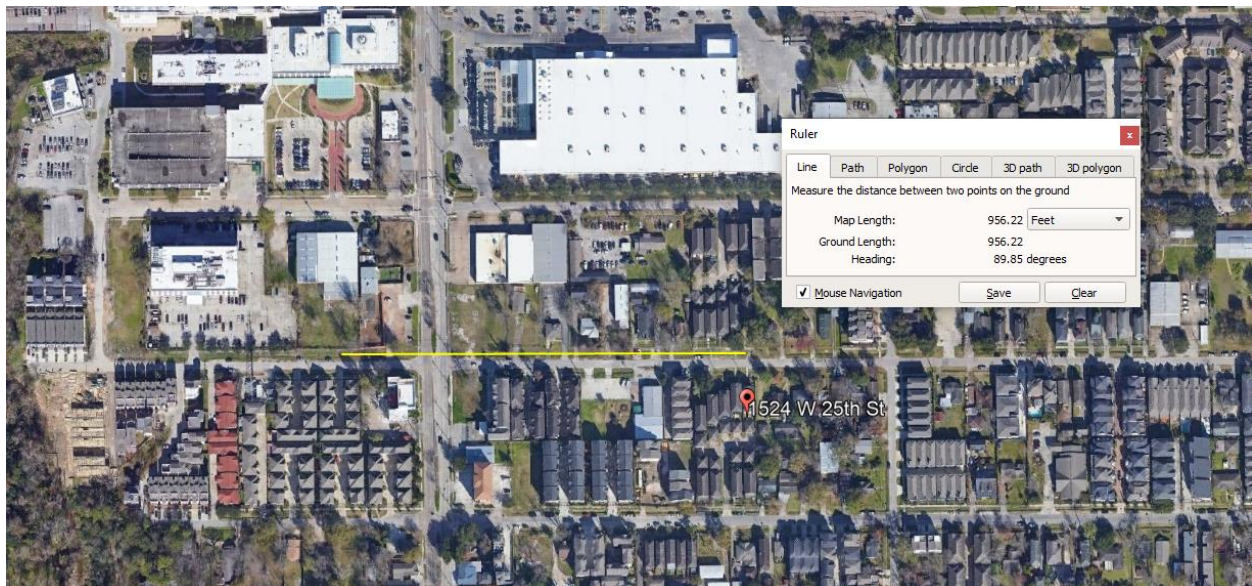 Ruler
x
Line Path Polygon Circle 3D path 3D polygon
Measure the distance between two points on the ground
Map Length: 956.22 Feet
Ground Length: 956.22
Heading: 89.85 degrees
Mouse Navigation Save Clear
1524 W 25th St